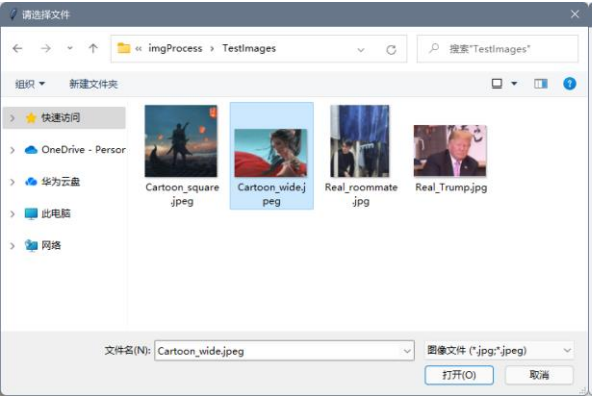 请选择文件
« imgProcess › TestImages
搜索"TestImages"
组织
新建文件夹
快速访问
OneDrive - Person
华为云盘
此电脑
网络
Cartoon_square
.jpeg
Cartoon_wide.j
peg
Real_roommate
.jpg
Real_Trump.jpg
文件名(N):
Cartoon_wide.jpeg
图像文件 (*.jpg;*.jpeg)
打开(O)
取消